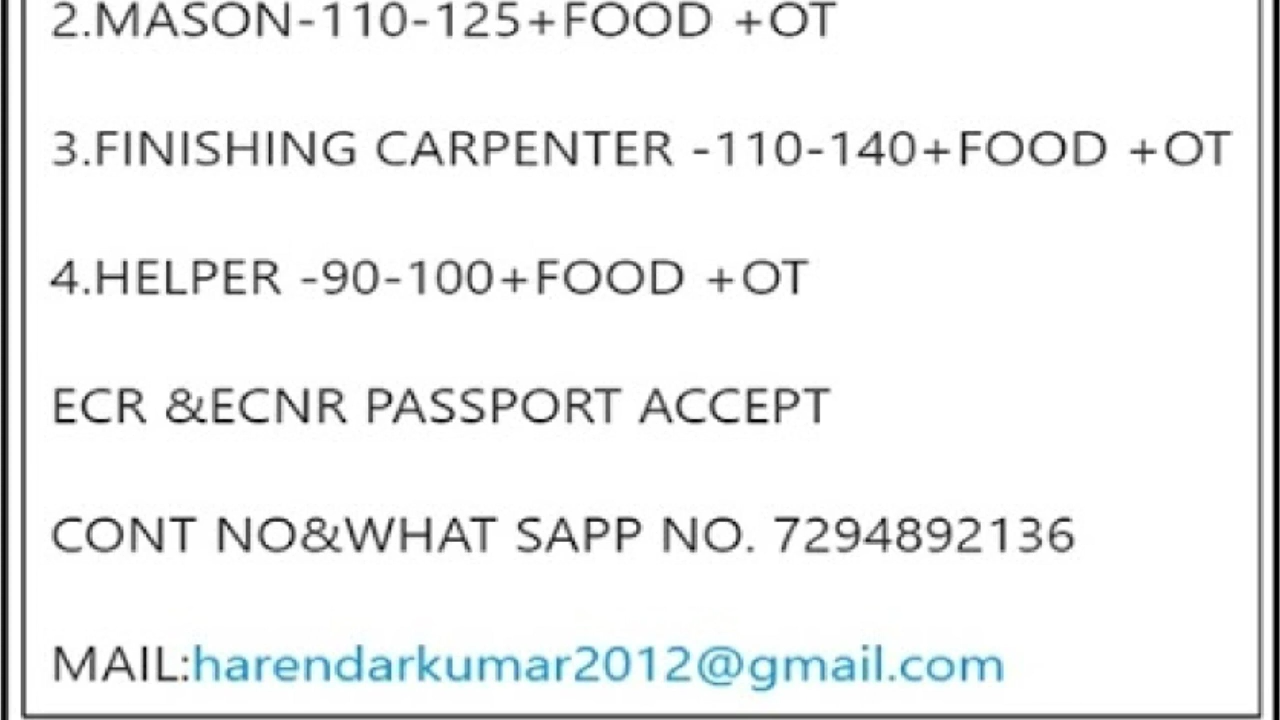 2.MASON-110-125+FOOD +OT
3.FINISHING CARPENTER -110-140+FOOD +OT
4.HELPER -90-100+FOOD +OT
ECR &ECNR PASSPORT ACCEPT
CONT NO&WHAT SAPP NO. 7294892136
MAIL:harendarkumar2012@gmail.com